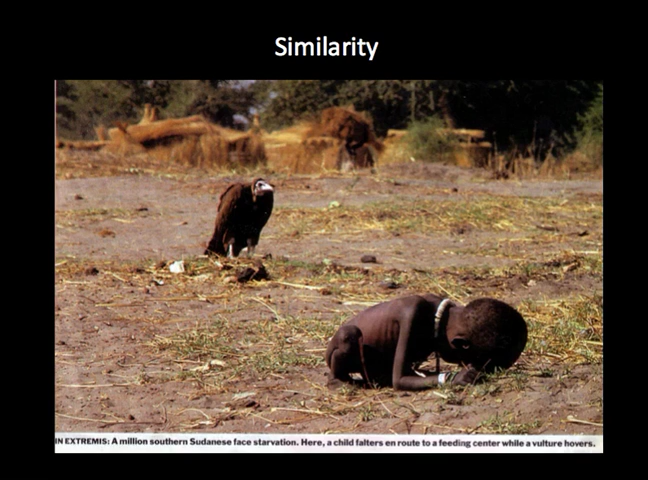 Similarity
IN EXTREMIS: A million southern Sudanese face starvation. Here, a child falters en route to a feeding center while a vulture hovers.